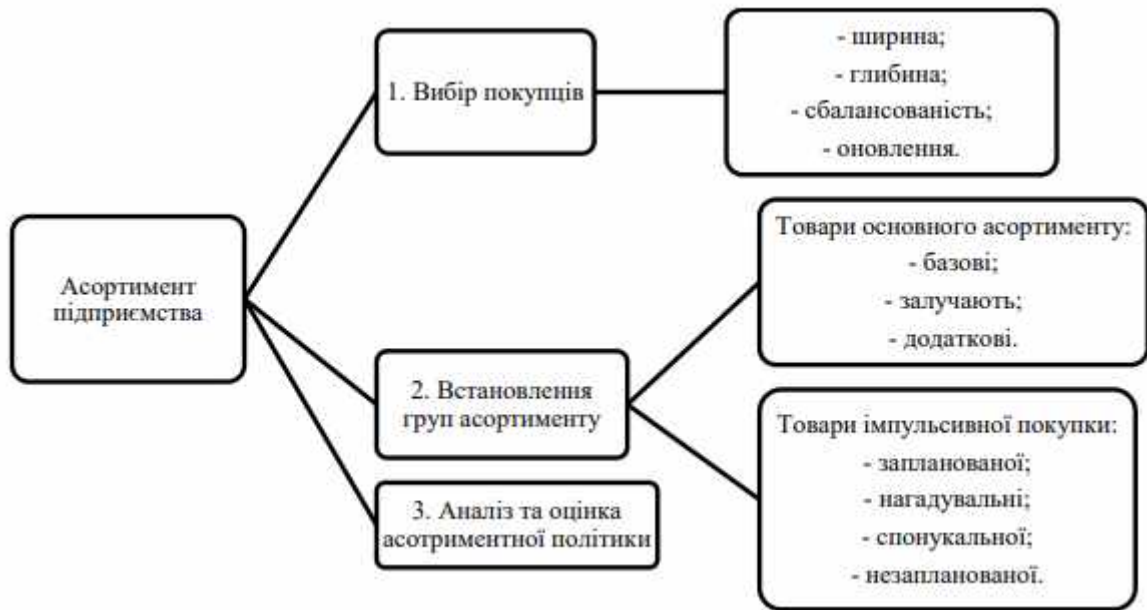 Асортимент
підприємства
1. Вибір покупців
- ширина;
- глибина;
- сбалансованість;
- оновлення.
2. Встановлення
груп асортименту
Товари основного асортименту:
- базові;
- залучають;
- додаткові.
Товари імпульсивної покупки:
- запланованої;
- нагадувальні;
- спонукальної;
- незапланованої.
3. Аналіз та оцінка
асотриментної політики